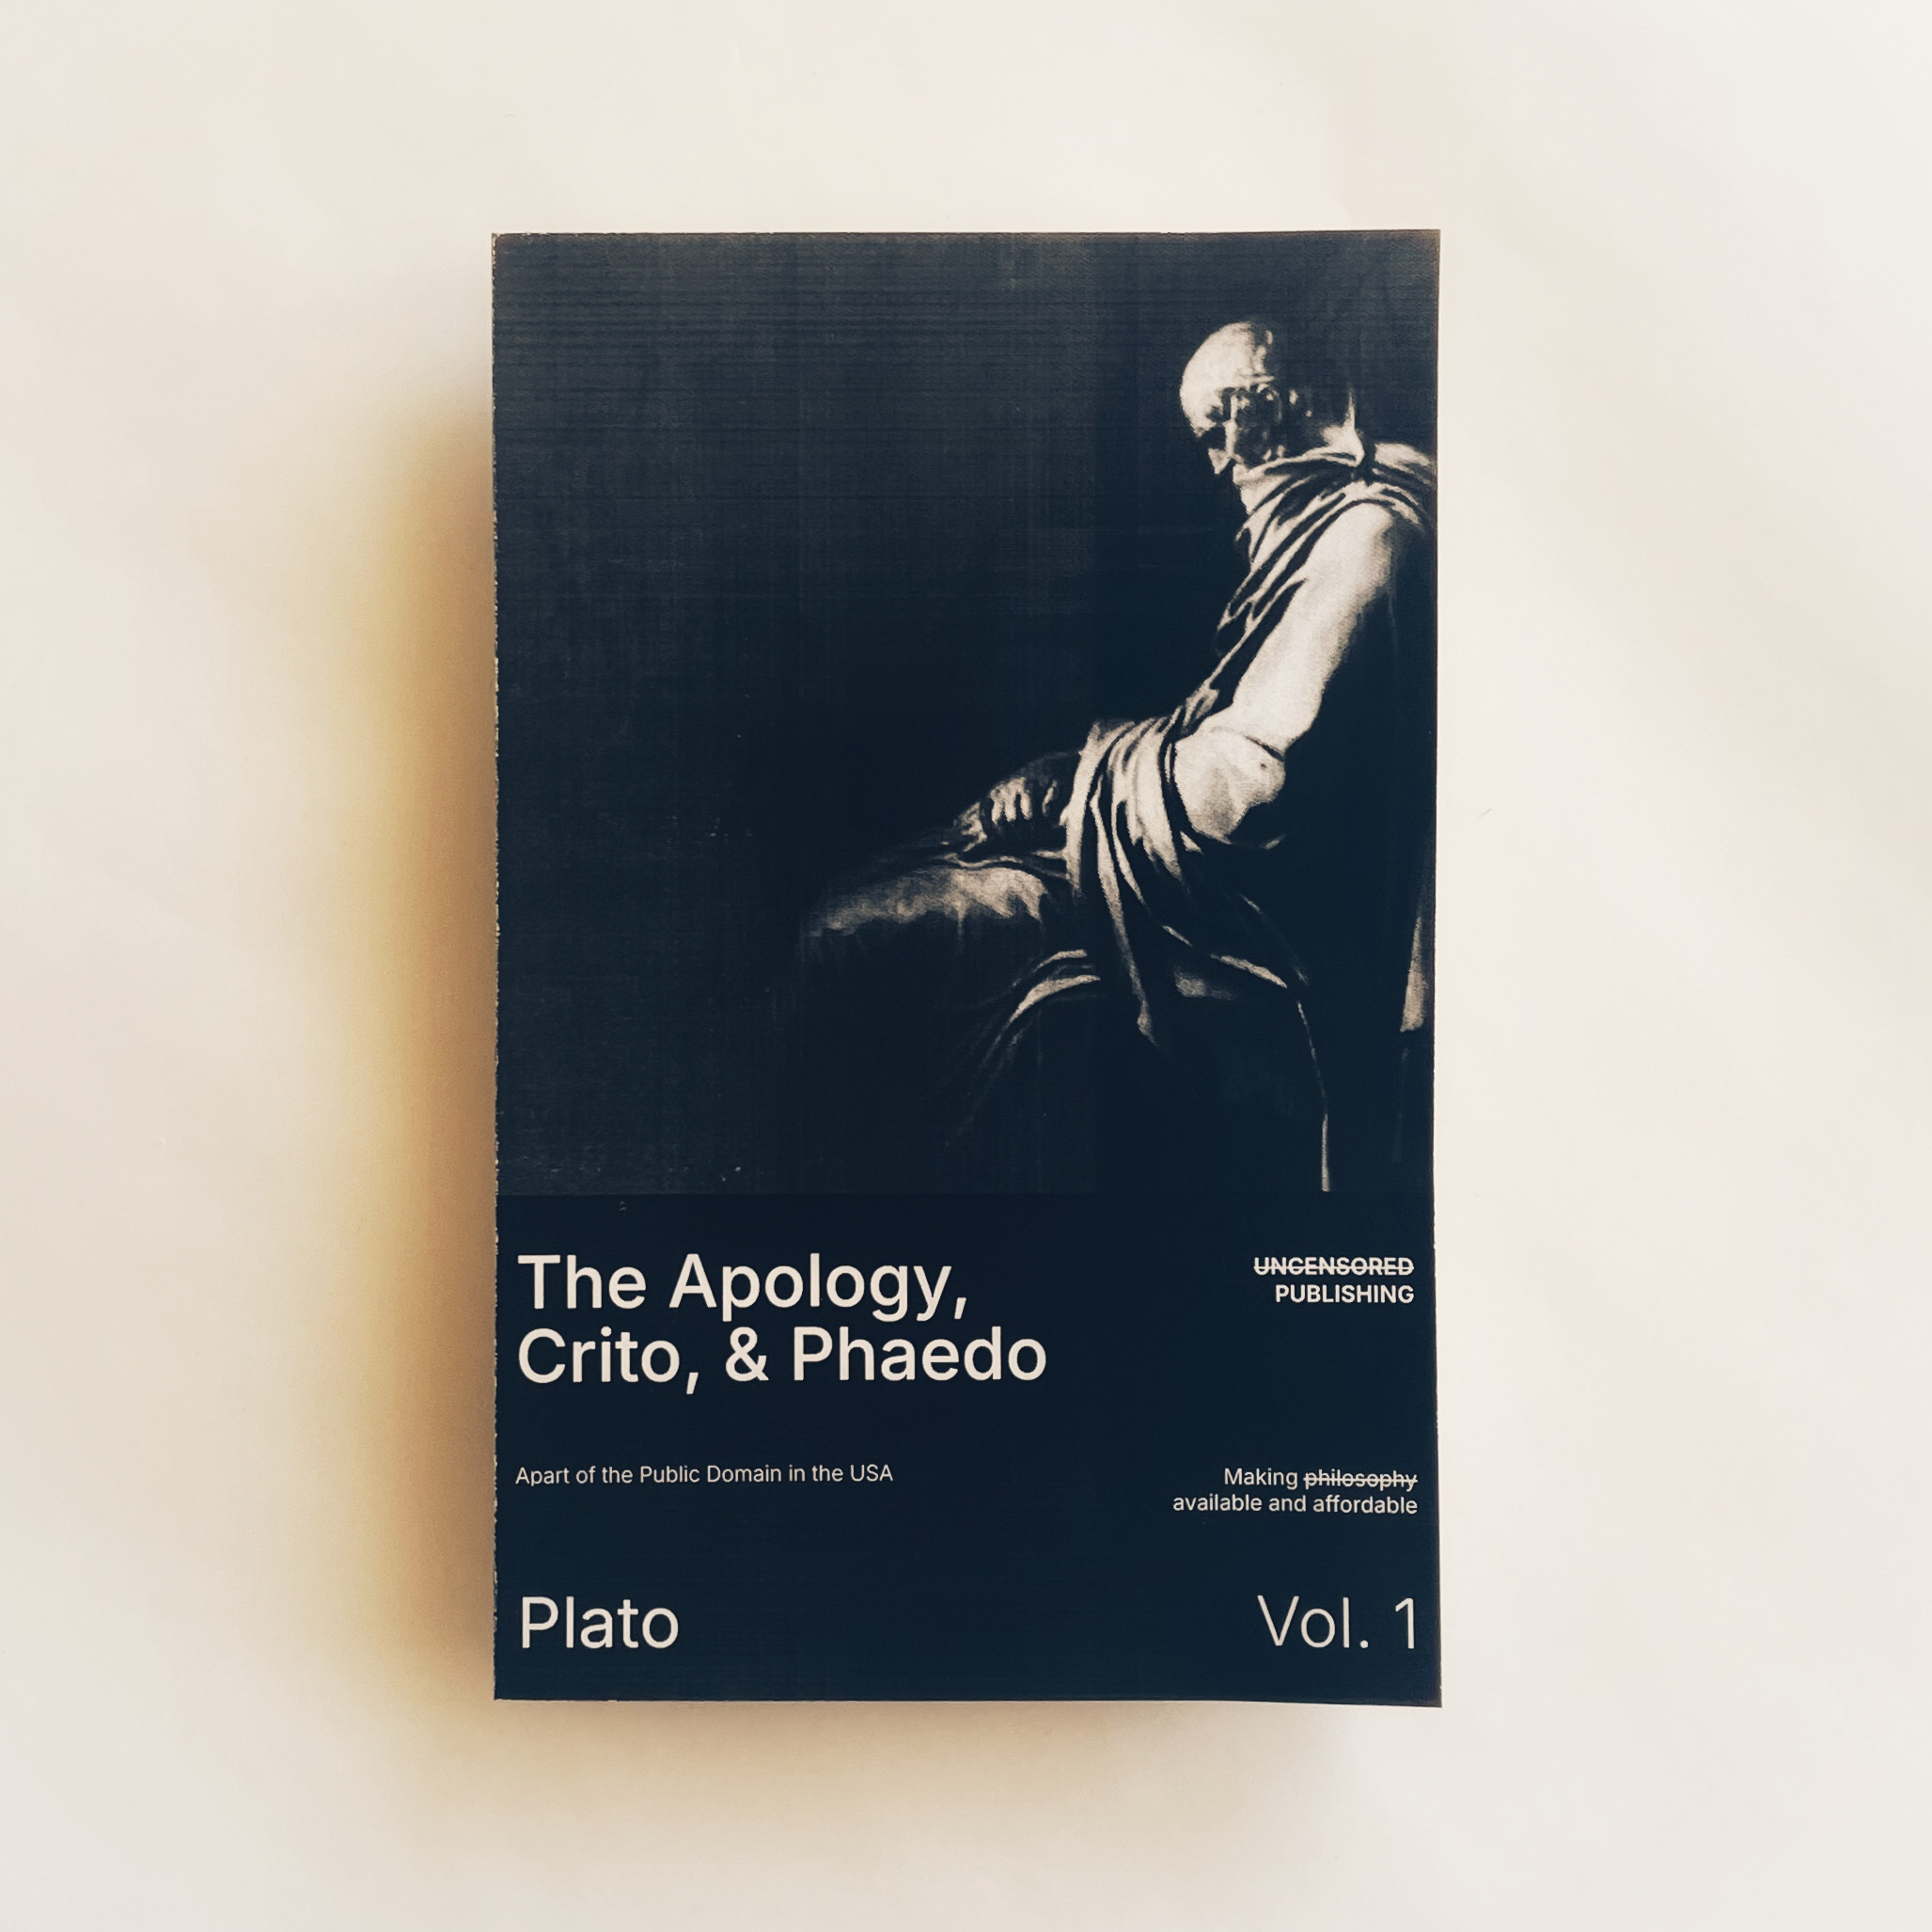 The Apology,
Crito, & Phaedo
UNCENSORED
PUBLISHING
Apart of the Public Domain in the USA
Making philosophy
available and affordable
Plato
Vol. 1